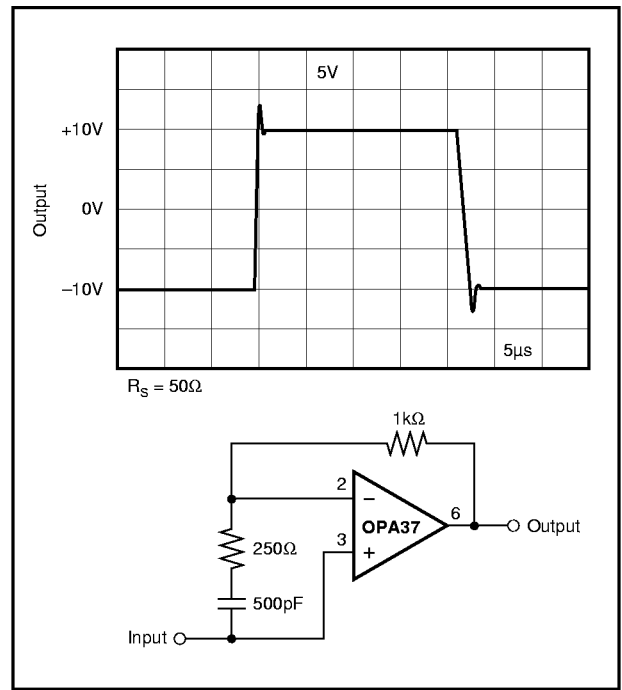 5V
+10V
0V
−10V
Output
5µs
R_S = 50Ω
1kΩ
2
−
OPA37
6
3
+
Output
250Ω
500pF
Input